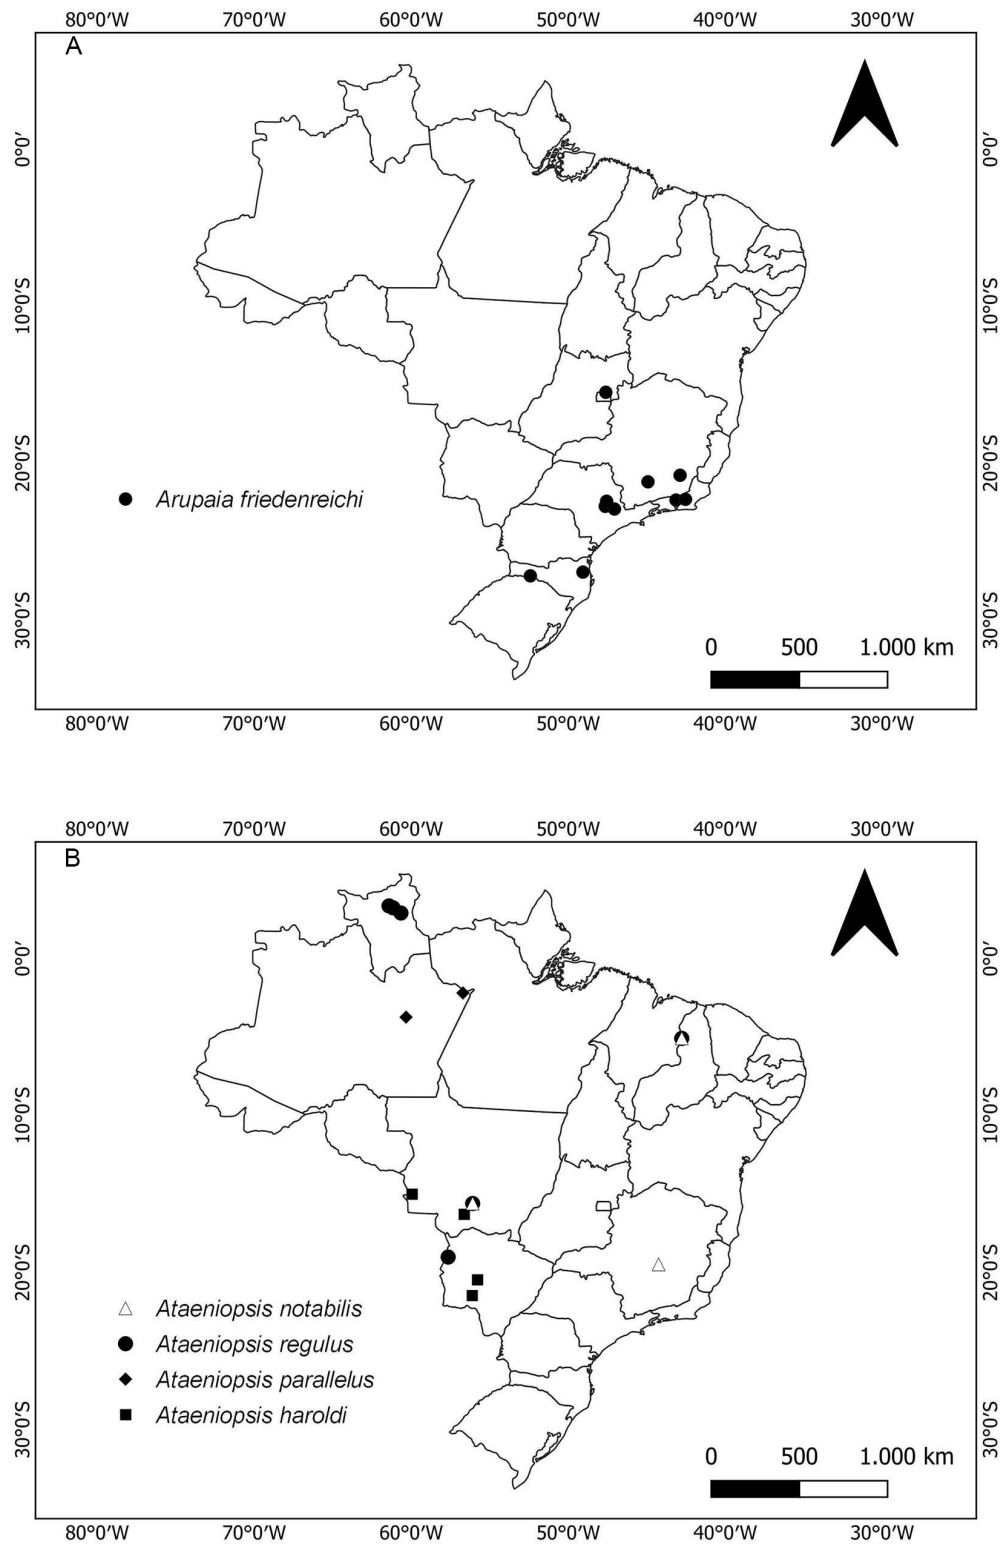 80°0'W 70°0'W 60°0'W 50°0'W 40°0'W 30°0'W
A
0°0' 0°0'
10°0'S 10°0'S
20°0'S 20°0'S
Arupaia friedenreichi
30°0'S 30°0'S
0 500 1.000 km
80°0'W 70°0'W 60°0'W 50°0'W 40°0'W 30°0'W
80°0'W 70°0'W 60°0'W 50°0'W 40°0'W 30°0'W
B
0°0' 0°0'
10°0'S 10°0'S
20°0'S 20°0'S
Ataeniopsis notabilis
Ataeniopsis regulus
Ataeniopsis parallelus
Ataeniopsis haroldi
30°0'S 30°0'S
0 500 1.000 km
80°0'W 70°0'W 60°0'W 50°0'W 40°0'W 30°0'W